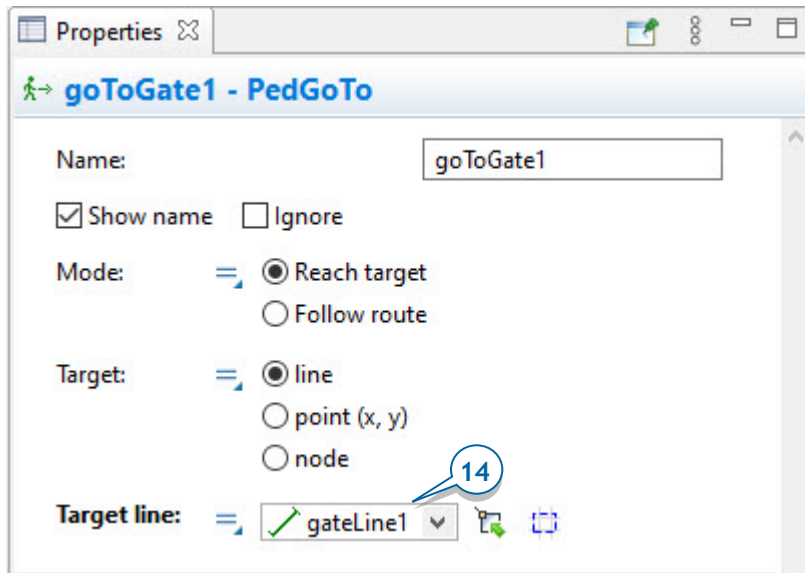 Properties
goToGate1 - PedGoTo
Name: goToGate1
Show name Ignore
Mode: Reach target
Follow route
Target: line
point (x, y)
node
14
Target line: gateLine1